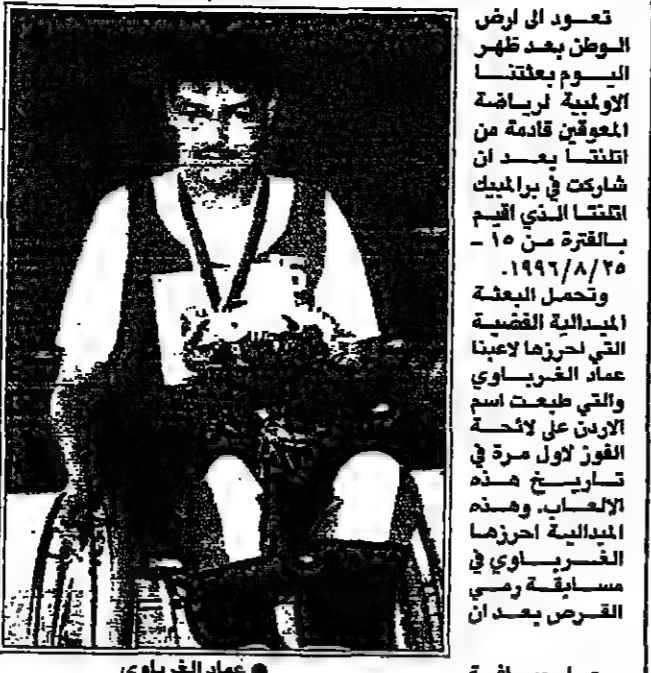 تعود الى ارض
الوطن بعد ظهر
اليوم بعثتنا
الاولمبية لرياضة
المعوقين قادمة من
اتلنتا بعد ان
شاركت في برالمبيك
اتلنتا الذي اقيم
بالفترة من ١٥ -
١٩٩٦/٨/٢٥.
وتحمل البعثة
الميدالية الفضية
التي احرزها لاعبنا
عماد الغرباوي
والتي طبعت اسم
الاردن على لائحة
الفوز لاول مرة في
تاريخ هذه
الالعاب. وهذه
الميدالية احرزها
الغرباوي في
مسابقة رمي
القرص بعد ان
● عماد الغرباوي